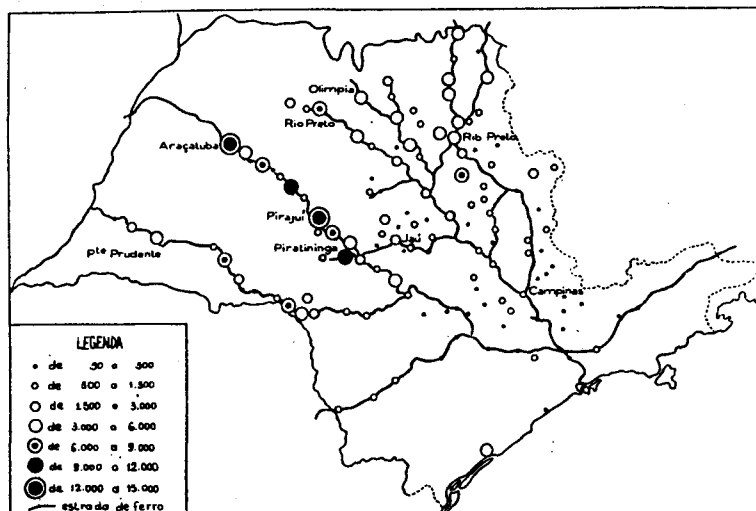 Olimpia
Rio Preto
Rib Preto
Araçatuba
Pirajuí
Piratininga
Jaú
Pte Prudente
Campinas
LEGENDA
de 50 a 500
de 500 a 1.500
de 1.500 a 3.000
de 3.000 a 6.000
de 6.000 a 9.000
de 9.000 a 12.000
de 12.000 a 15.000
estrada de ferro